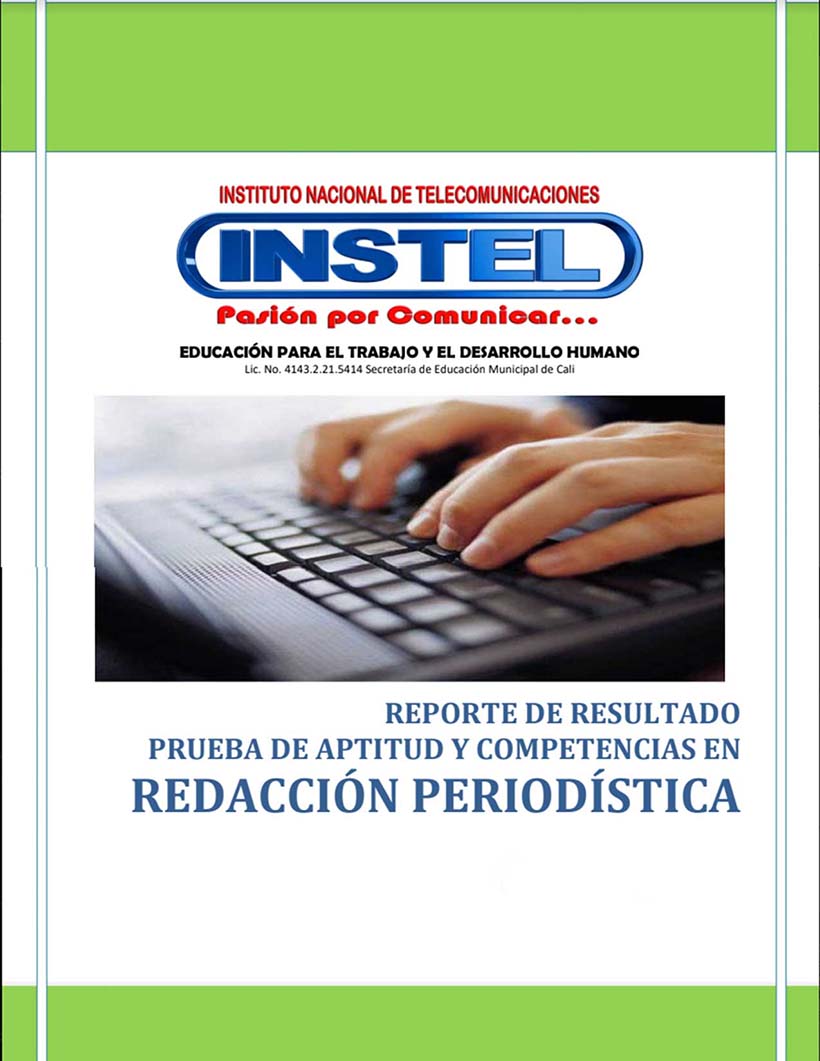 INSTITUTO NACIONAL DE TELECOMUNICACIONES
INSTEL
Pasión por Comunicar...
EDUCACIÓN PARA EL TRABAJO Y EL DESARROLLO HUMANO
Lic. No. 4143.2.21.5414 Secretaría de Educación Municipal de Cali
REPORTE DE RESULTADO
PRUEBA DE APTITUD Y COMPETENCIAS EN
REDACCIÓN PERIODÍSTICA